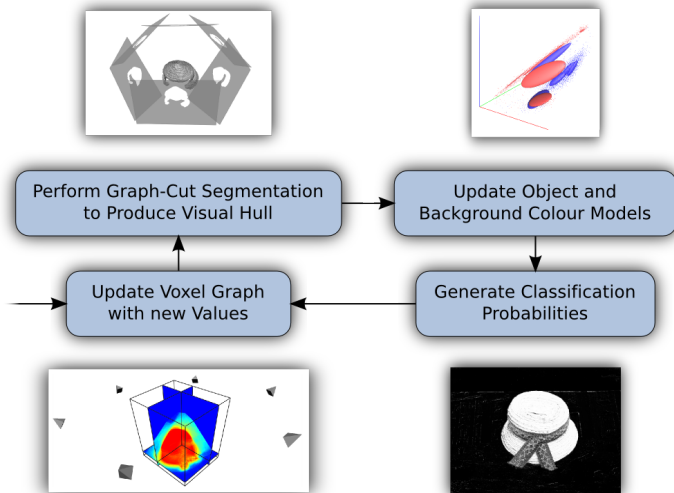 Perform Graph-Cut Segmentation
to Produce Visual Hull
Update Object and
Background Colour Models
Update Voxel Graph
with new Values
Generate Classification
Probabilities